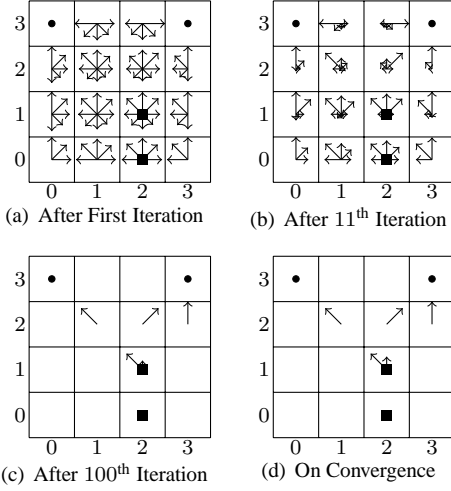 3
3
2
2
1
1
0
0
0 1 2 3
0 1 2 3
(a) After First Iteration
(b) After 11th Iteration
3
3
2
2
1
1
0
0
0 1 2 3
0 1 2 3
(c) After 100th Iteration
(d) On Convergence